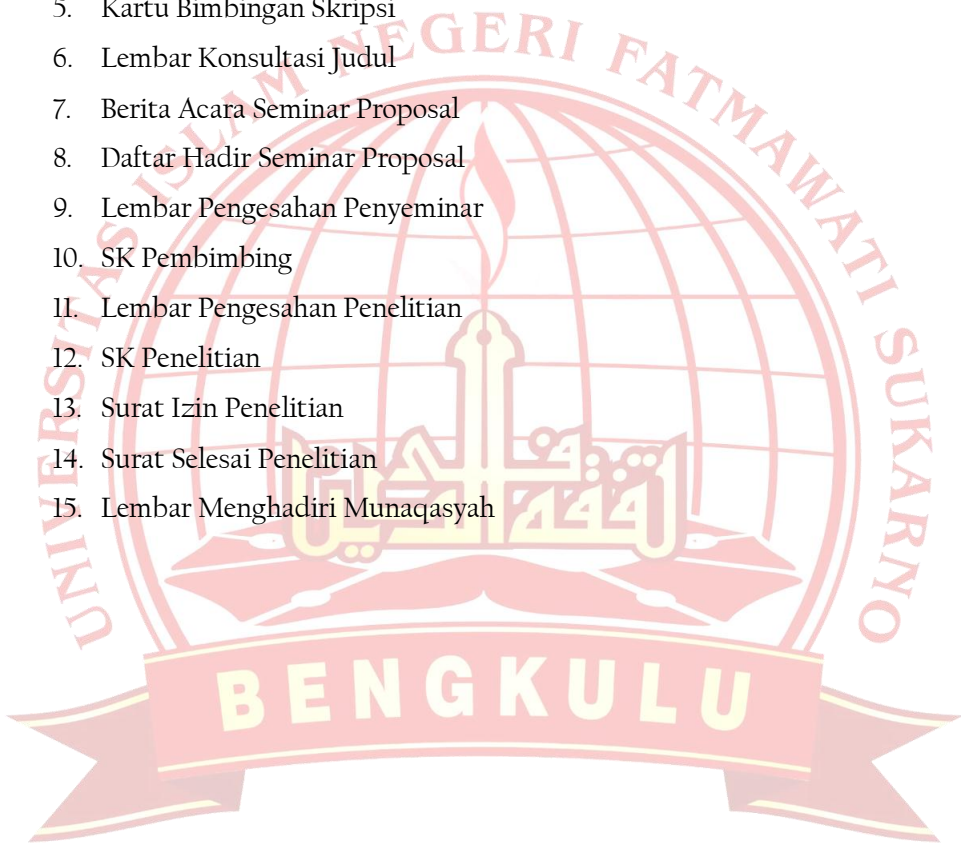 5. Kartu Bimbingan Skripsi
6. Lembar Konsultasi Judul
7. Berita Acara Seminar Proposal
8. Daftar Hadir Seminar Proposal
9. Lembar Pengesahan Penyeminar
10. SK Pembimbing
11. Lembar Pengesahan Penelitian
12. SK Penelitian
13. Surat Izin Penelitian
14. Surat Selesai Penelitian
15. Lembar Menghadiri Munaqasyah
UNIVERSITAS ISLAM NEGERI FATMAWATI SUKARNO
BENGKULU